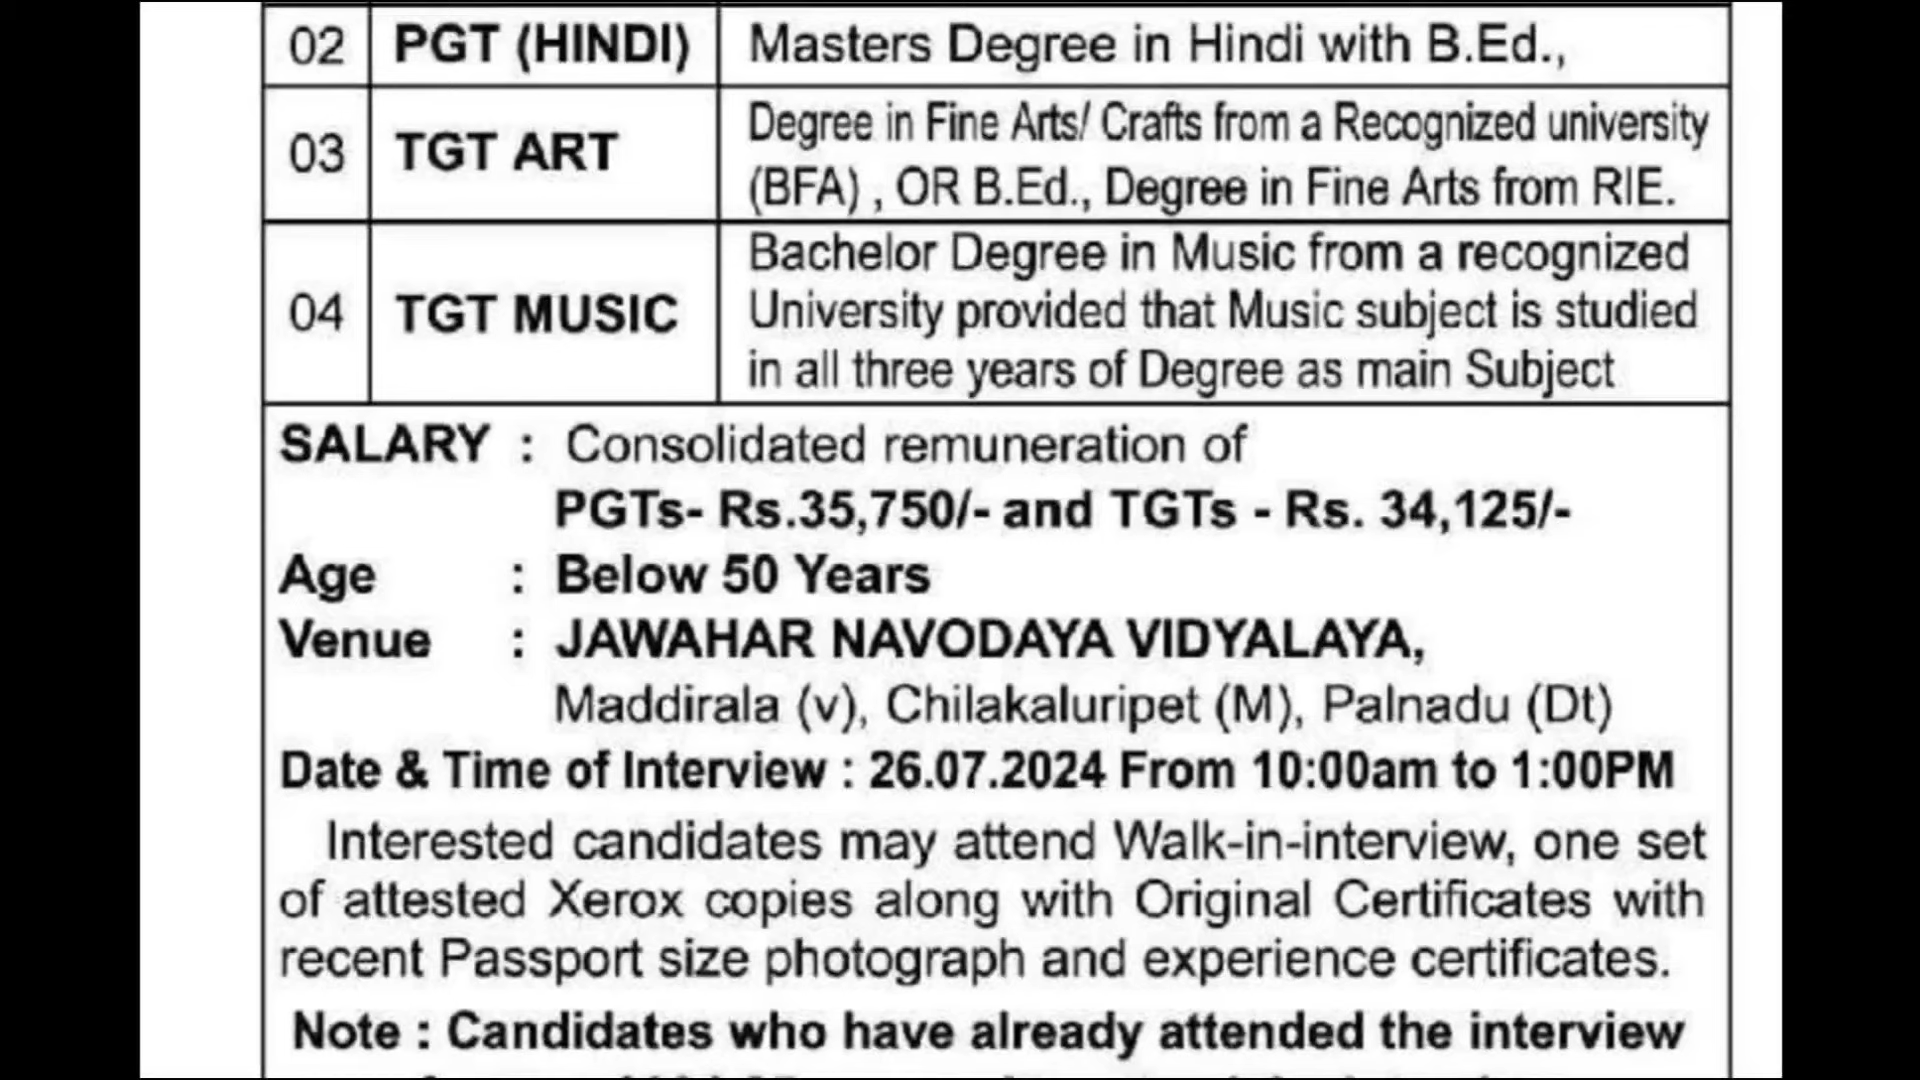 02 PGT (HINDI) Masters Degree in Hindi with B.Ed.,
03 TGT ART Degree in Fine Arts/ Crafts from a Recognized university
(BFA) , OR B.Ed., Degree in Fine Arts from RIE.
04 TGT MUSIC Bachelor Degree in Music from a recognized
University provided that Music subject is studied
in all three years of Degree as main Subject
SALARY : Consolidated remuneration of
PGTs- Rs.35,750/- and TGTs - Rs. 34,125/-
Age : Below 50 Years
Venue : JAWAHAR NAVODAYA VIDYALAYA,
Maddirala (v), Chilakaluripet (M), Palnadu (Dt)
Date & Time of Interview : 26.07.2024 From 10:00am to 1:00PM
Interested candidates may attend Walk-in-interview, one set
of attested Xerox copies along with Original Certificates with
recent Passport size photograph and experience certificates.
Note : Candidates who have already attended the interview